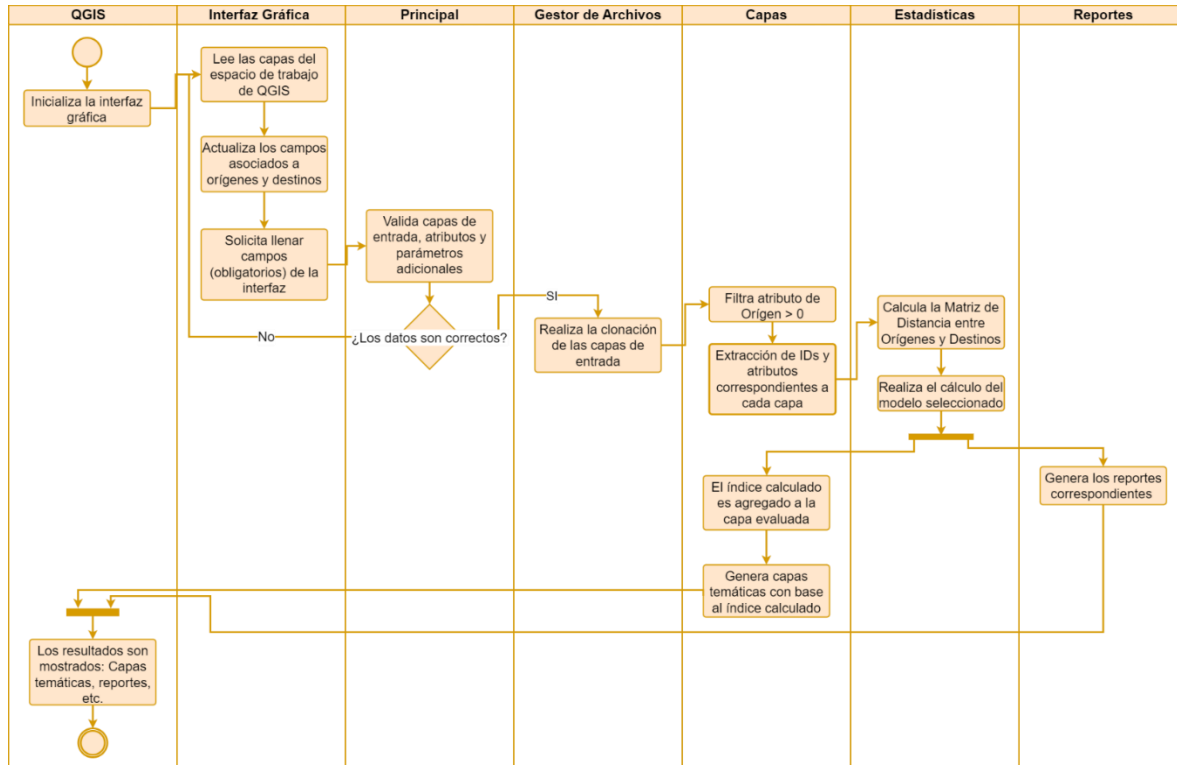 QGIS
Interfaz Gráfica
Principal
Gestor de Archivos
Capas
Estadísticas
Reportes
Inicializa la interfaz
gráfica
Lee las capas del
espacio de trabajo
de QGIS
Actualiza los campos
asociados a
orígenes y destinos
Solicita llenar
campos
(obligatorios) de la
interfaz
Valida capas de
entrada, atributos y
parámetros
adicionales
¿Los datos son correctos?
No
SI
Realiza la clonación
de las capas de
entrada
Filtra atributo de
Orígen > 0
Extracción de IDs y
atributos
correspondientes a
cada capa
Calcula la Matriz de
Distancia entre
Orígenes y Destinos
Realiza el cálculo del
modelo seleccionado
El índice calculado
es agregado a la
capa evaluada
Genera capas
temáticas con base
al índice calculado
Genera los reportes
correspondientes
Los resultados son
mostrados: Capas
temáticas, reportes,
etc.